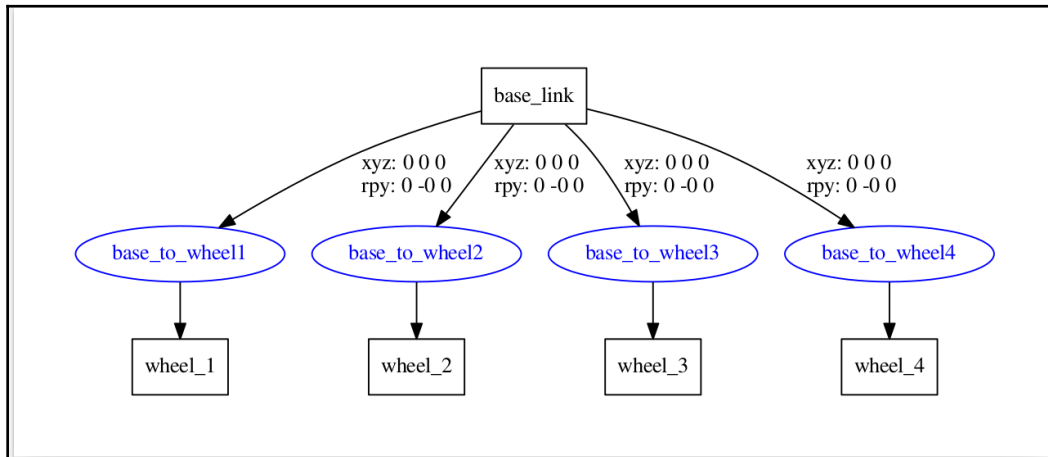 base_link
xyz: 0 0 0
rpy: 0 -0 0
xyz: 0 0 0
rpy: 0 -0 0
xyz: 0 0 0
rpy: 0 -0 0
xyz: 0 0 0
rpy: 0 -0 0
base_to_wheel1
base_to_wheel2
base_to_wheel3
base_to_wheel4
wheel_1
wheel_2
wheel_3
wheel_4